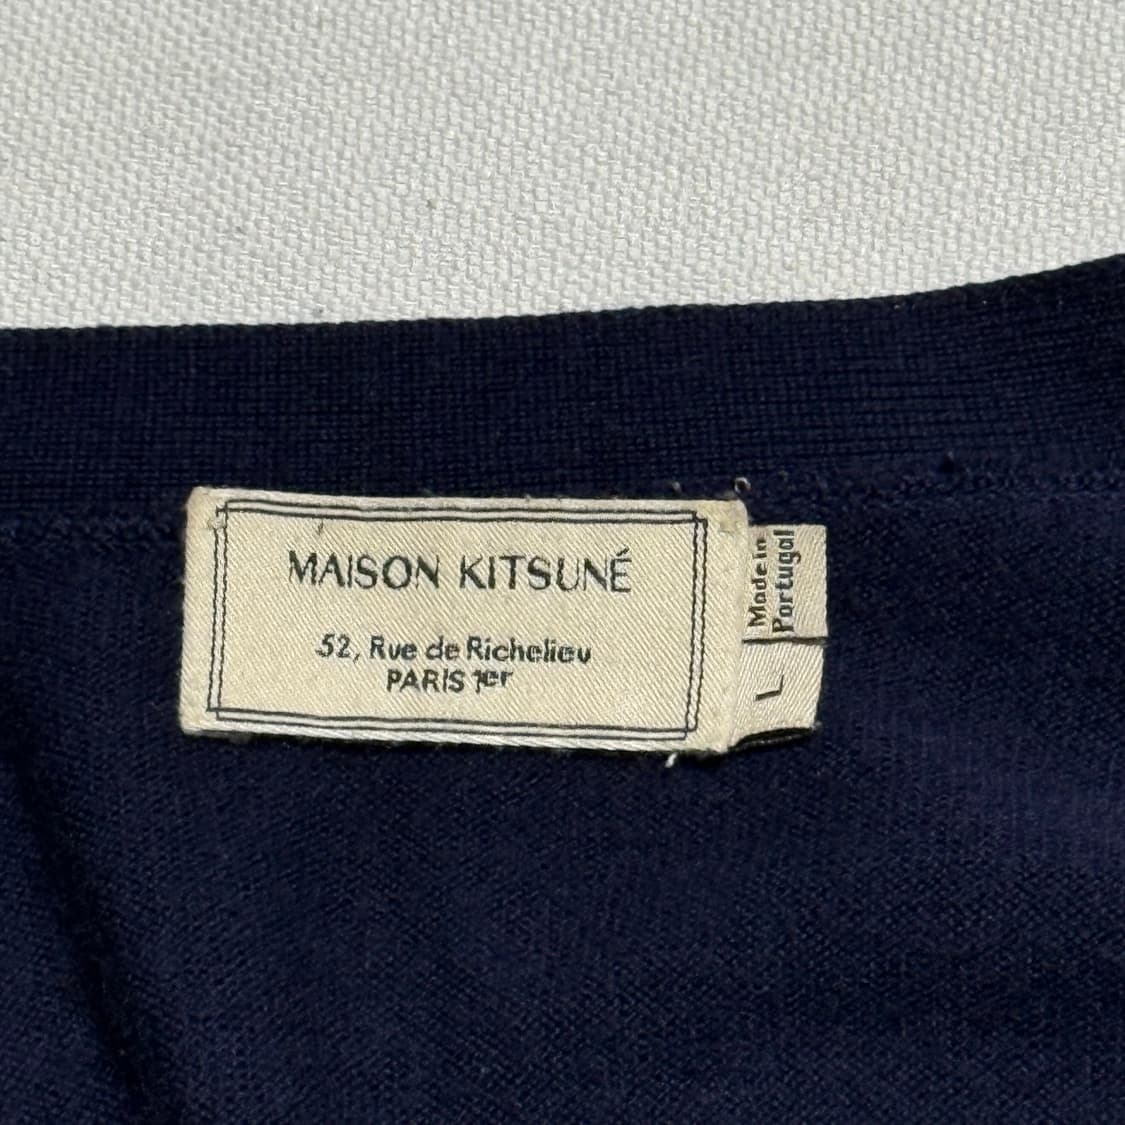 MAISON KITSUNÉ
52, Rue de Richelieu
PARIS 1er
Made in
Portugal
L